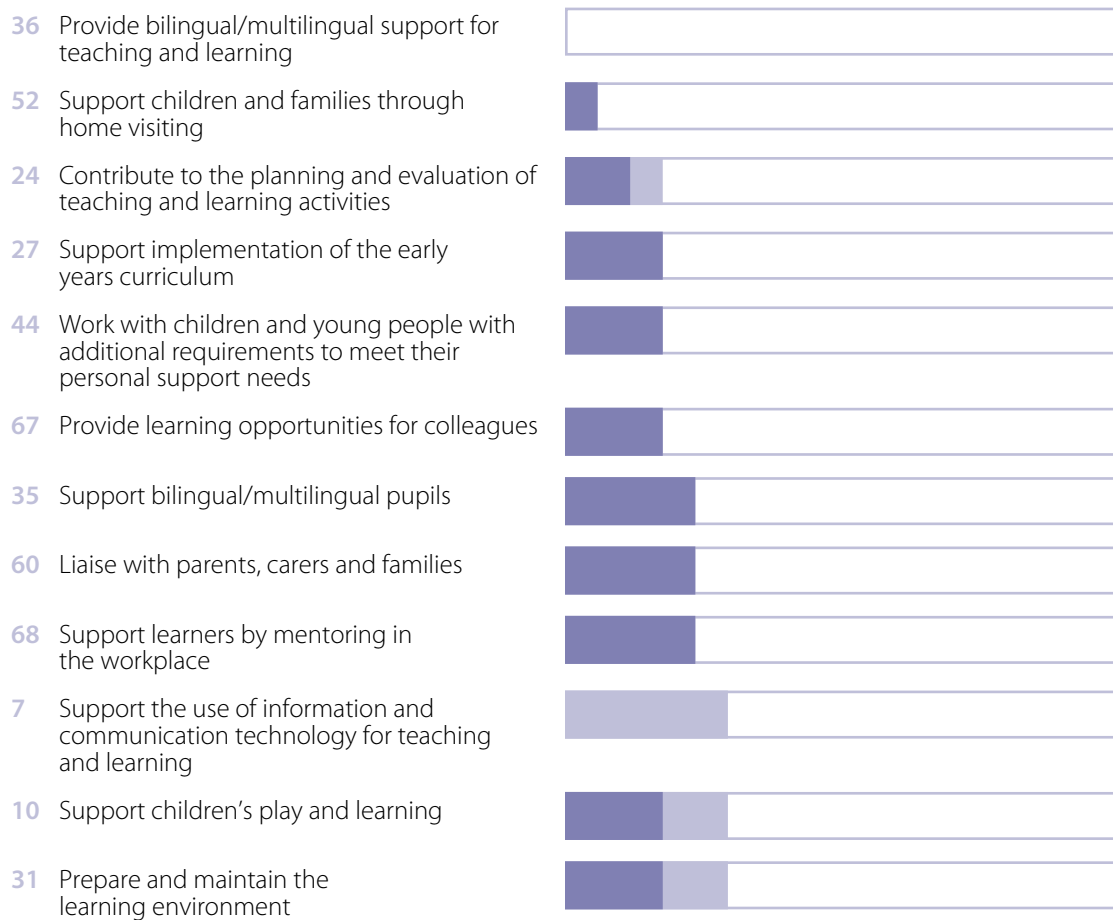 36 Provide bilingual/multilingual support for
teaching and learning
52 Support children and families through
home visiting
24 Contribute to the planning and evaluation of
teaching and learning activities
27 Support implementation of the early
years curriculum
44 Work with children and young people with
additional requirements to meet their
personal support needs
67 Provide learning opportunities for colleagues
35 Support bilingual/multilingual pupils
60 Liaise with parents, carers and families
68 Support learners by mentoring in
the workplace
7 Support the use of information and
communication technology for teaching
and learning
10 Support children’s play and learning
31 Prepare and maintain the
learning environment